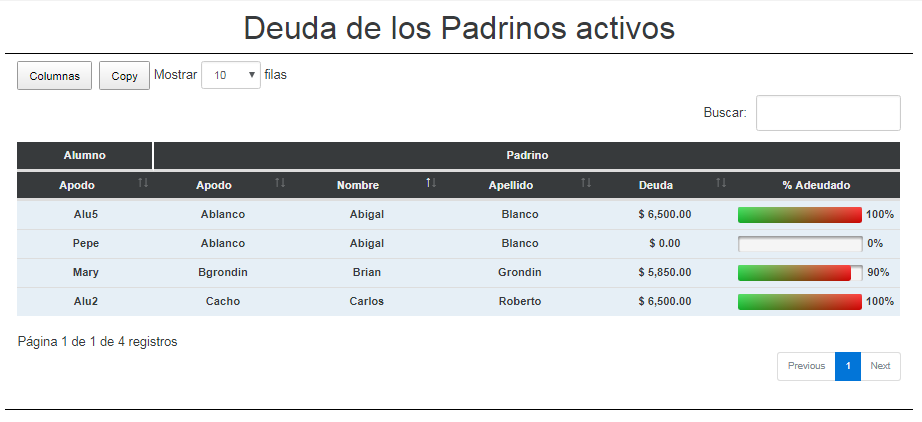 Deuda de los Padrinos activos
Columnas Copy Mostrar 10 filas
Buscar:
Alumno Padrino
Apodo Apodo Nombre Apellido Deuda % Adeudado
Alu5 Ablanco Abigal Blanco $ 6,500.00 100%
Pepe Ablanco Abigal Blanco $ 0.00 0%
Mary Bgrondin Brian Grondin $ 5,850.00 90%
Alu2 Cacho Carlos Roberto $ 6,500.00 100%
Página 1 de 1 de 4 registros
Previous 1 Next